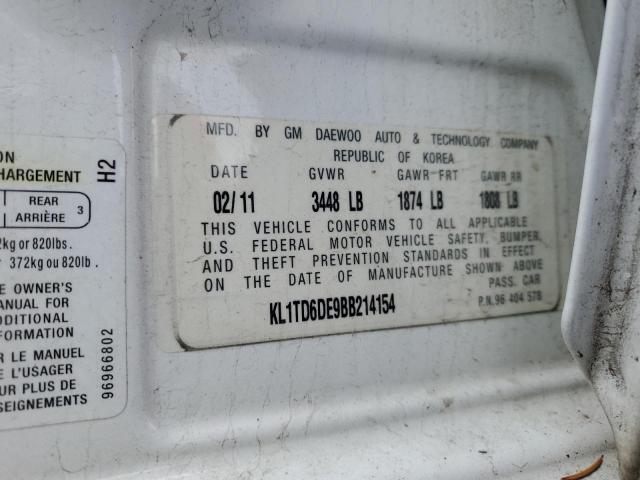 ON
CHARGEMENT
H2
REAR
ARRIÈRE
3
2kg or 820lbs.
r 372kg ou 820lb.
E OWNER'S
MANUAL FOR
ADDITIONAL
FORMATION
R LE MANUEL
E L'USAGER
UR PLUS DE
SEIGNEMENTS
96966802
MFD. BY GM DAEWOO AUTO & TECHNOLOGY COMPANY
REPUBLIC OF KOREA
DATE GVWR GAWR FRT GAWR RR
02/11 3448 LB 1874 LB 1808 LB
THIS VEHICLE CONFORMS TO ALL APPLICABLE
U.S. FEDERAL MOTOR VEHICLE SAFETY, BUMPER,
AND THEFT PREVENTION STANDARDS IN EFFECT
ON THE DATE OF MANUFACTURE SHOWN ABOVE
PASS. CAR
KL1TD6DE9BB214154
P.N.96 404 578